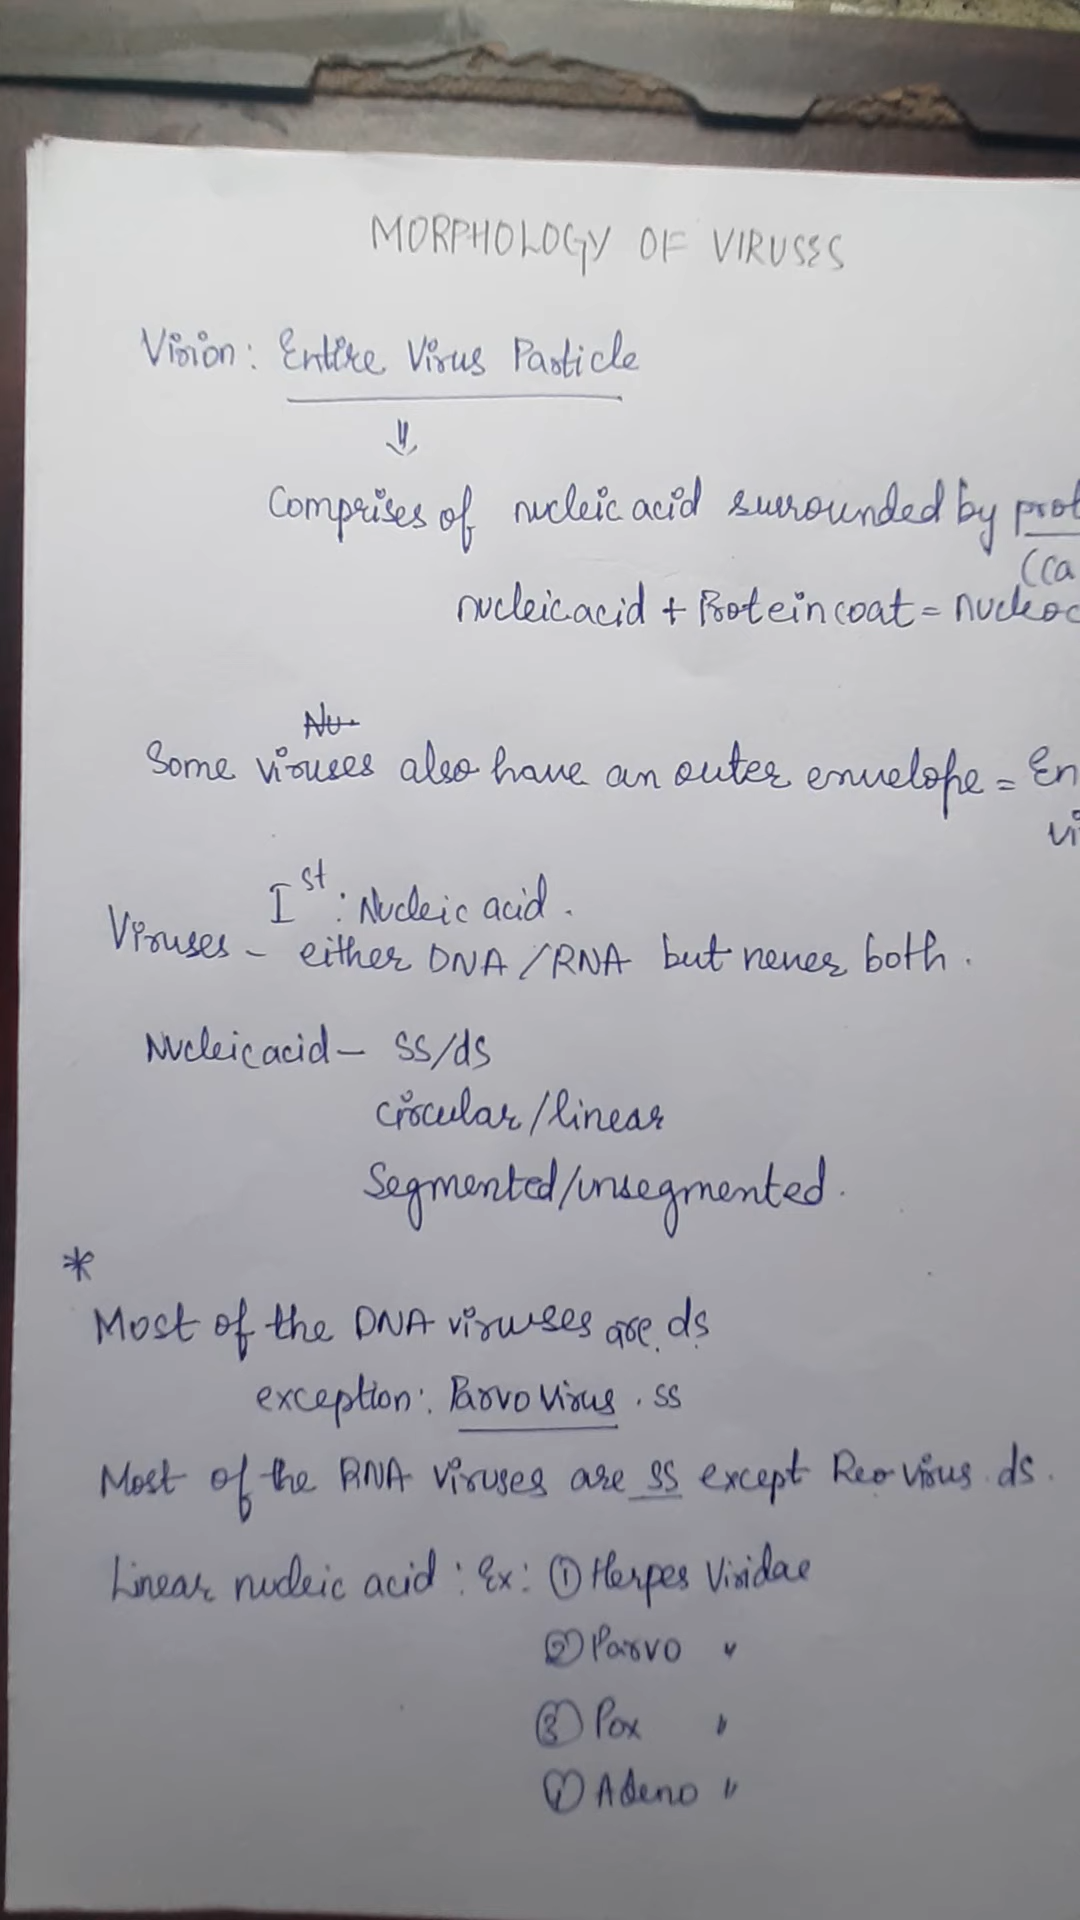 MORPHOLOGY OF VIRUSES
Virion: Entire Virus Particle
Comprises of nucleic acid surrounded by prot
(ca
nucleic acid + Protein coat = nucleoc
Nu
Some viruses also have an outer envelope = En
vi
Ist: Nucleic acid.
Viruses - either DNA/RNA but never both.
Nucleic acid - ss/ds
circular/linear
Segmented/unsegmented.
*
Most of the DNA viruses are ds
exception: Parvo Virus. ss
Most of the RNA viruses are ss except Reo virus ds.
Linear nucleic acid: Ex: ① Herpes Viridae
② Parvo "
③ Pox "
④ Adeno "